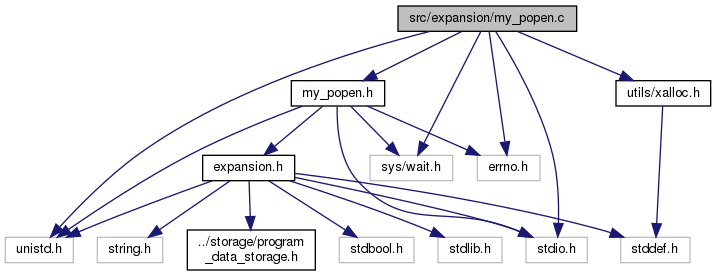 src/expansion/my_popen.c
my_popen.h
utils/xalloc.h
expansion.h
sys/wait.h
errno.h
unistd.h
string.h
../storage/program
_data_storage.h
stdbool.h
stdlib.h
stdio.h
stddef.h